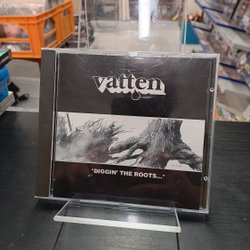 vatten
"DIGGIN' THE ROOTS..."